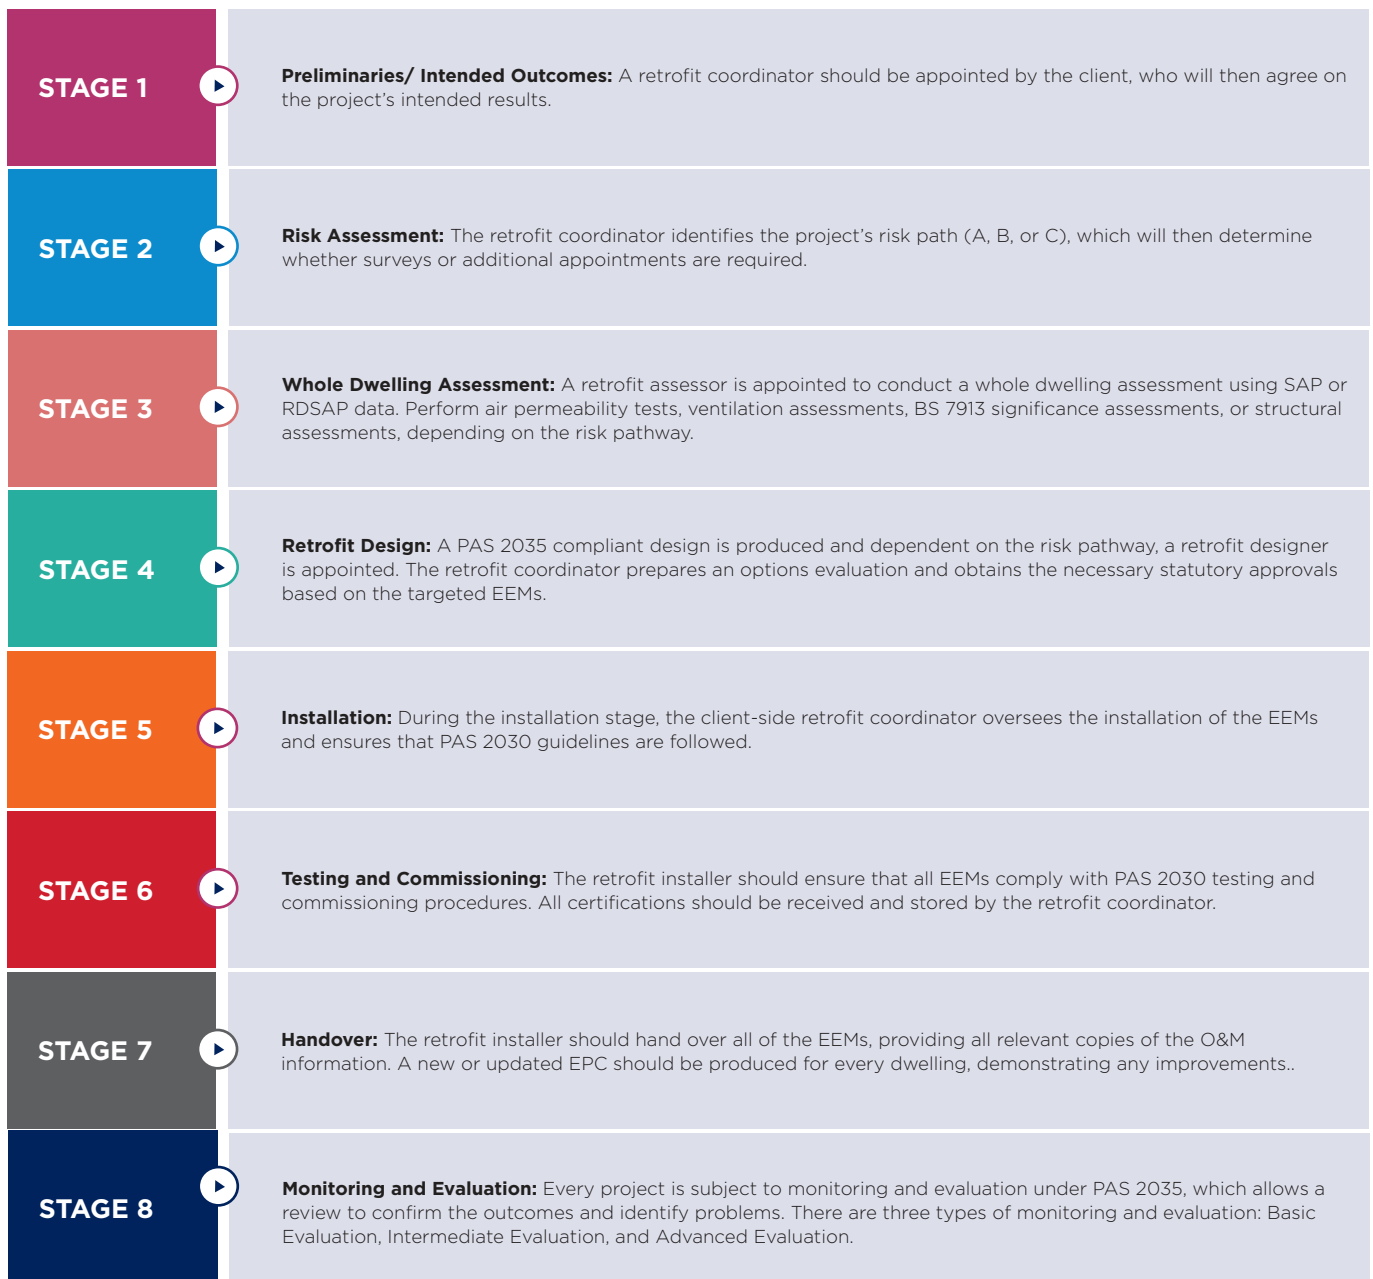 STAGE 1
Preliminaries/ Intended Outcomes: A retrofit coordinator should be appointed by the client, who will then agree on
the project's intended results.
STAGE 2
Risk Assessment: The retrofit coordinator identifies the project's risk path (A, B, or C), which will then determine
whether surveys or additional appointments are required.
STAGE 3
Whole Dwelling Assessment: A retrofit assessor is appointed to conduct a whole dwelling assessment using SAP or
RDSAP data. Perform air permeability tests, ventilation assessments, BS 7913 significance assessments, or structural
assessments, depending on the risk pathway.
STAGE 4
Retrofit Design: A PAS 2035 compliant design is produced and dependent on the risk pathway, a retrofit designer
is appointed. The retrofit coordinator prepares an options evaluation and obtains the necessary statutory approvals
based on the targeted EEMs.
STAGE 5
Installation: During the installation stage, the client-side retrofit coordinator oversees the installation of the EEMs
and ensures that PAS 2030 guidelines are followed.
STAGE 6
Testing and Commissioning: The retrofit installer should ensure that all EEMs comply with PAS 2030 testing and
commissioning procedures. All certifications should be received and stored by the retrofit coordinator.
STAGE 7
Handover: The retrofit installer should hand over all of the EEMs, providing all relevant copies of the O&M
information. A new or updated EPC should be produced for every dwelling, demonstrating any improvements..
STAGE 8
Monitoring and Evaluation: Every project is subject to monitoring and evaluation under PAS 2035, which allows a
review to confirm the outcomes and identify problems. There are three types of monitoring and evaluation: Basic
Evaluation, Intermediate Evaluation, and Advanced Evaluation.